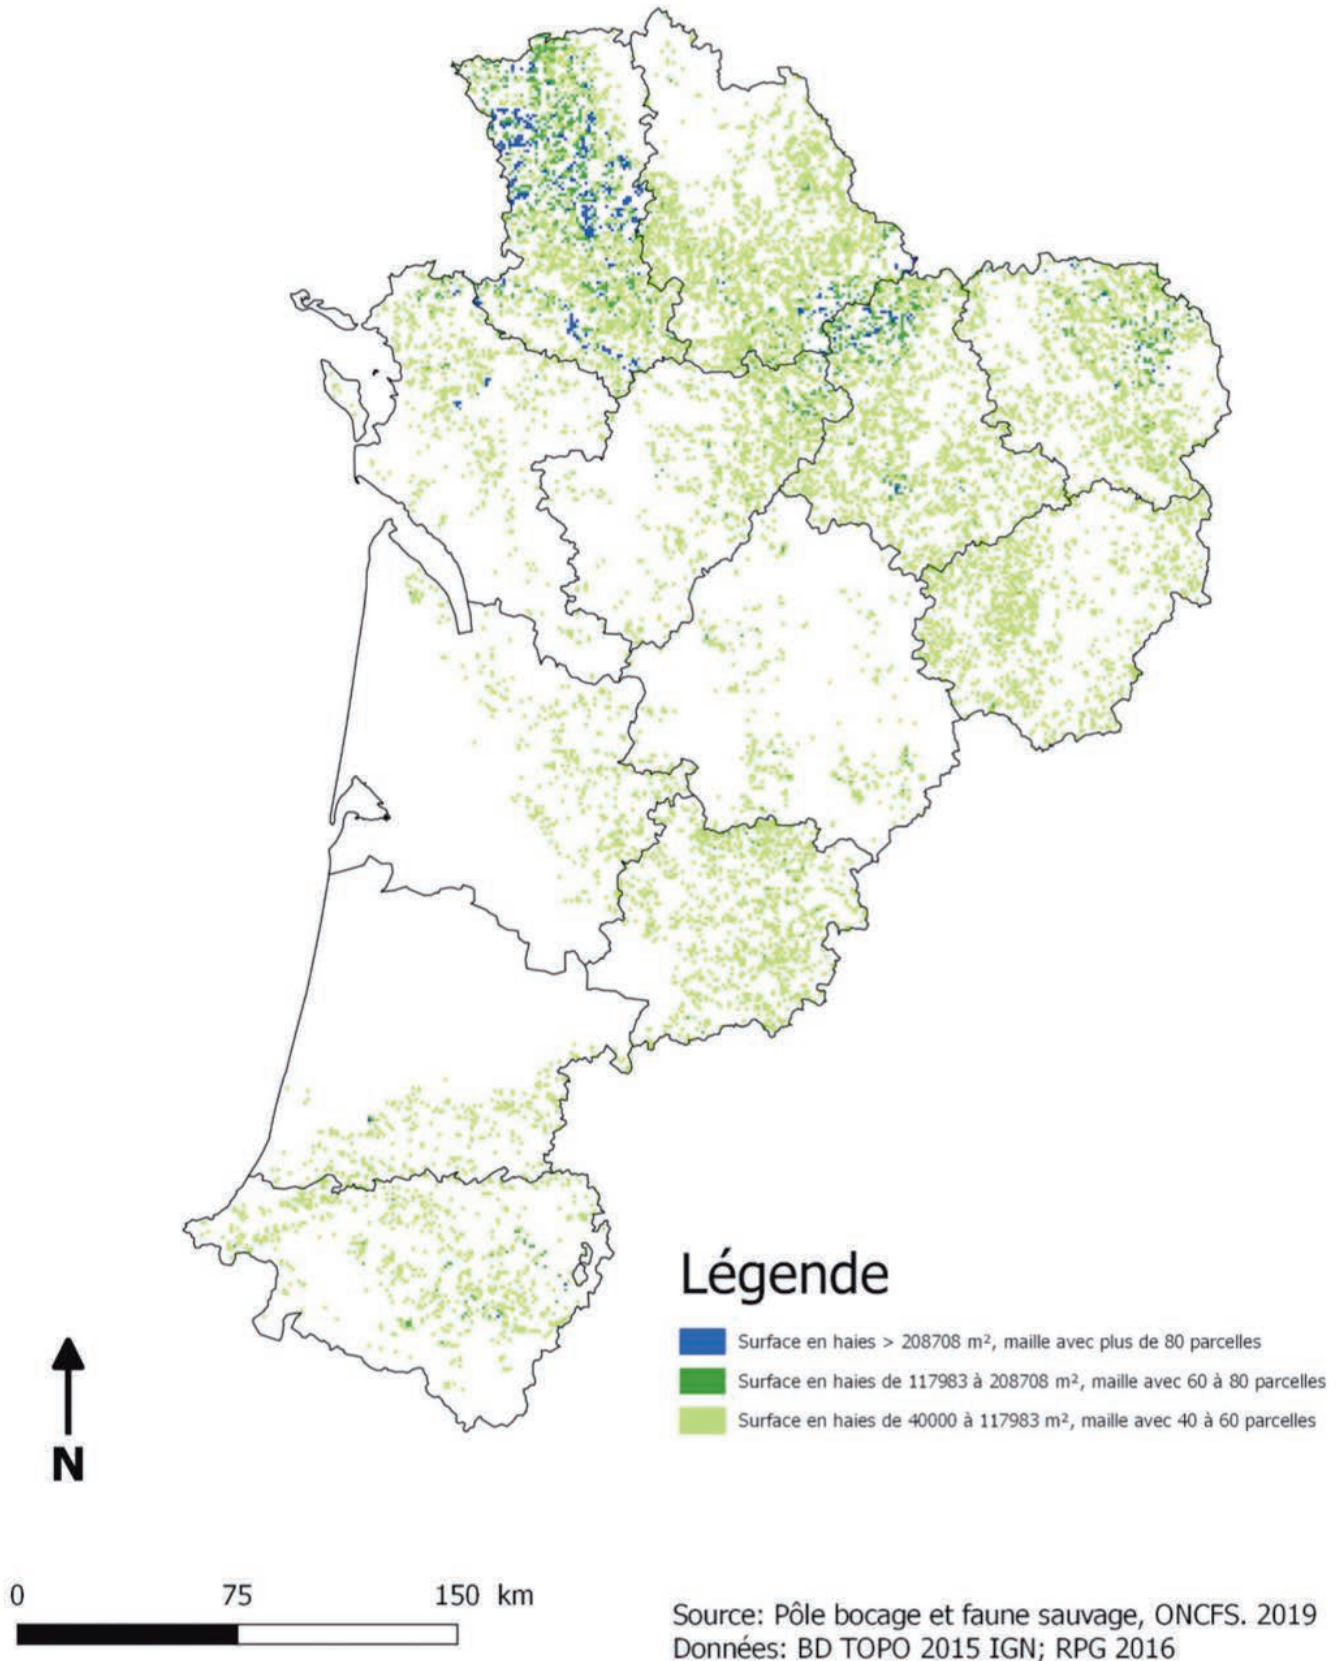 Légende
Surface en haies > 208708 m², maille avec plus de 80 parcelles
Surface en haies de 117983 à 208708 m², maille avec 60 à 80 parcelles
Surface en haies de 40000 à 117983 m², maille avec 40 à 60 parcelles
N
0 75 150 km
Source: Pôle bocage et faune sauvage, ONCFS. 2019
Données: BD TOPO 2015 IGN; RPG 2016